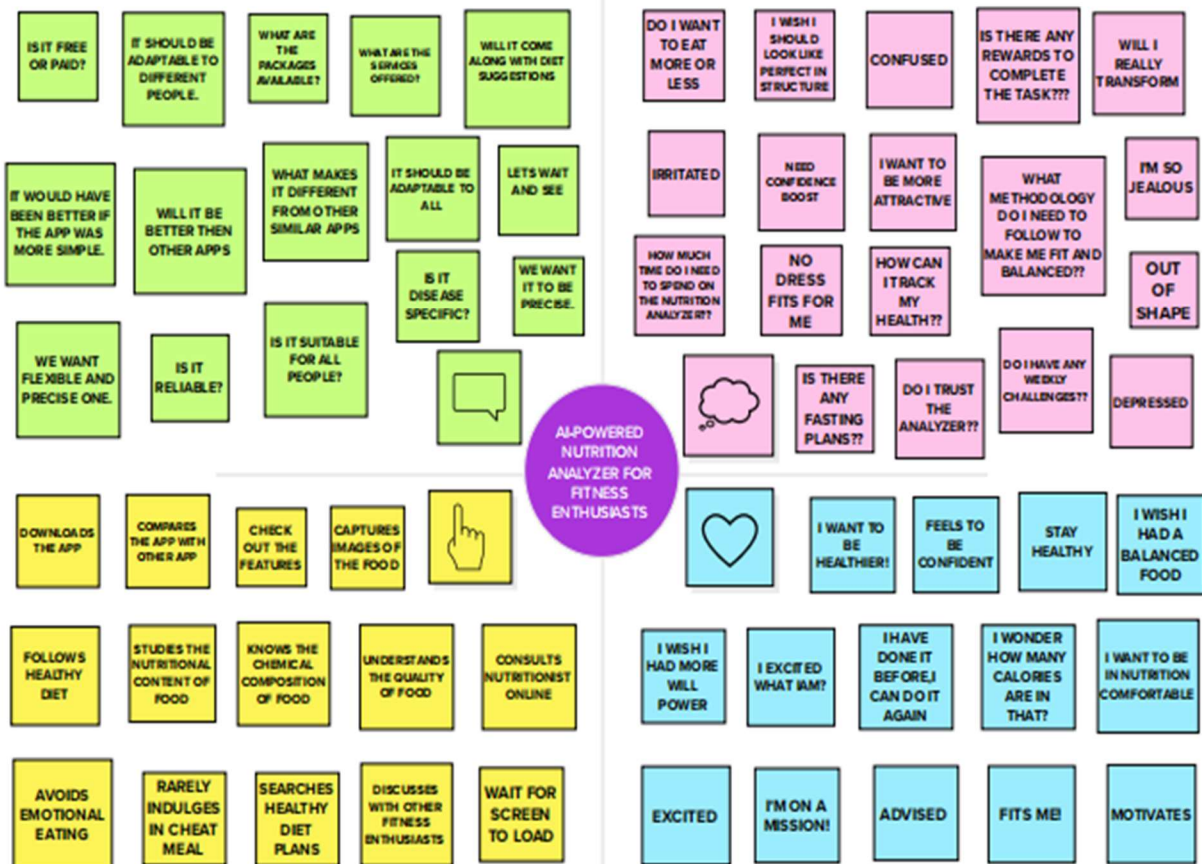 IS IT FREE
OR PAID?
IT SHOULD BE
ADAPTABLE TO
DIFFERENT
PEOPLE.
WHAT ARE
THE
PACKAGES
AVAILABLE?
WHAT ARE THE
SERVICES
OFFERED?
WILL IT COME
ALONG WITH DIET
SUGGESTIONS
IT WOULD HAVE
BEEN BETTER IF
THE APP WAS
MORE SIMPLE.
WILL IT BE
BETTER THEN
OTHER APPS
WHAT MAKES
IT DIFFERENT
FROM OTHER
SIMILAR APPS
IT SHOULD BE
ADAPTABLE TO
ALL
LETS WAIT
AND SEE
IS IT
DISEASE
SPECIFIC?
WE WANT
IT TO BE
PRECISE.
WE WANT
FLEXIBLE AND
PRECISE ONE.
IS IT
RELIABLE?
IS IT SUITABLE
FOR ALL
PEOPLE?
DO I WANT
TO EAT
MORE OR
LESS
I WISH I
SHOULD
LOOK LIKE
PERFECT IN
STRUCTURE
CONFUSED
IS THERE ANY
REWARDS TO
COMPLETE
THE TASK???
WILL I
REALLY
TRANSFORM
IRRITATED
NEED
CONFIDENCE
BOOST
I WANT TO
BE MORE
ATTRACTIVE
WHAT
METHODOLOGY
DO I NEED TO
FOLLOW TO
MAKE ME FIT AND
BALANCED??
I'M SO
JEALOUS
HOW MUCH
TIME DO I NEED
TO SPEND ON
THE NUTRITION
ANALYZER??
NO
DRESS
FITS FOR
ME
HOW CAN
I TRACK
MY
HEALTH??
OUT
OF
SHAPE
IS THERE
ANY
FASTING
PLANS??
DO I TRUST
THE
ANALYZER??
DO I HAVE ANY
WEEKLY
CHALLENGES??
DEPRESSED
AI-POWERED
NUTRITION
ANALYZER FOR
FITNESS
ENTHUSIASTS
DOWNLOADS
THE APP
COMPARES
THE APP WITH
OTHER APP
CHECK
OUT THE
FEATURES
CAPTURES
IMAGES OF
THE FOOD
FOLLOWS
HEALTHY
DIET
STUDIES THE
NUTRITIONAL
CONTENT OF
FOOD
KNOWS THE
CHEMICAL
COMPOSITION
OF FOOD
UNDERSTANDS
THE QUALITY
OF FOOD
CONSULTS
NUTRITIONIST
ONLINE
AVOIDS
EMOTIONAL
EATING
RARELY
INDULGES
IN CHEAT
MEAL
SEARCHES
HEALTHY
DIET
PLANS
DISCUSSES
WITH OTHER
FITNESS
ENTHUSIASTS
WAIT FOR
SCREEN
TO LOAD
I WANT TO
BE
HEALTHIER!
FEELS TO
BE
CONFIDENT
STAY
HEALTHY
I WISH I
HAD A
BALANCED
FOOD
I WISH I
HAD MORE
WILL
POWER
I EXCITED
WHAT IAM?
I HAVE
DONE IT
BEFORE,I
CAN DO IT
AGAIN
I WONDER
HOW MANY
CALORIES
ARE IN
THAT?
I WANT TO BE
IN NUTRITION
COMFORTABLE
EXCITED
I'M ON A
MISSION!
ADVISED
FITS ME!
MOTIVATES